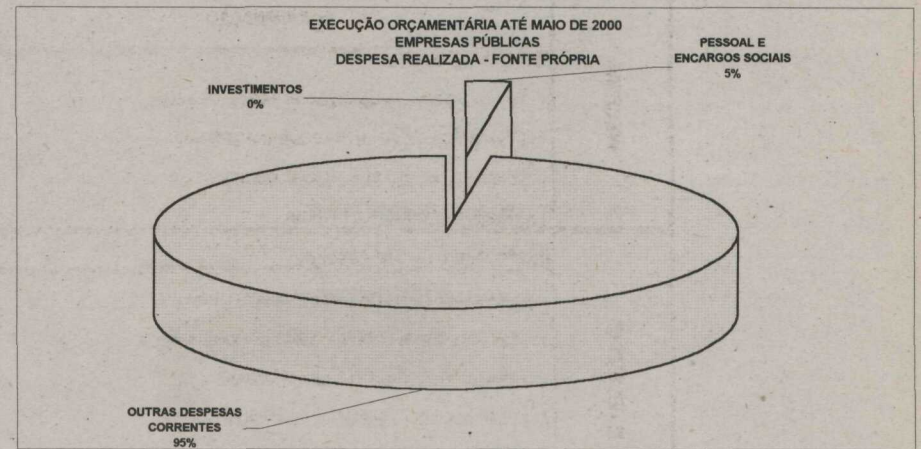 EXECUÇÃO ORÇAMENTÁRIA ATÉ MAIO DE 2000
EMPRESAS PÚBLICAS
DESPESA REALIZADA - FONTE PRÓPRIA
PESSOAL E
ENCARGOS SOCIAIS
5%
INVESTIMENTOS
0%
OUTRAS DESPESAS
CORRENTES
95%